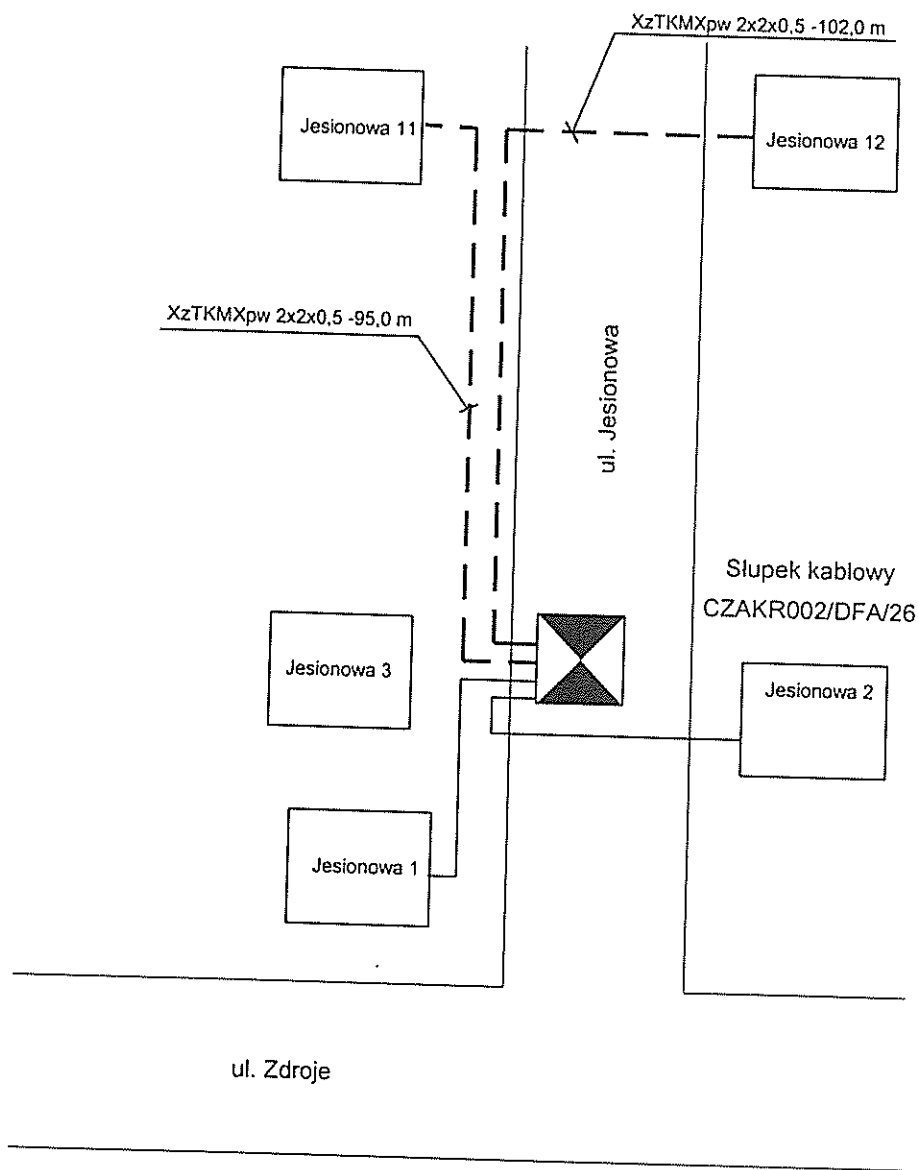 XzTKMXpw 2x2x0,5 -102,0 m
Jesionowa 11
Jesionowa 12
XzTKMXpw 2x2x0,5 -95,0 m
ul. Jesionowa
Słupek kablowy
CZAKR002/DFA/26
Jesionowa 3
Jesionowa 2
Jesionowa 1
ul. Zdroje